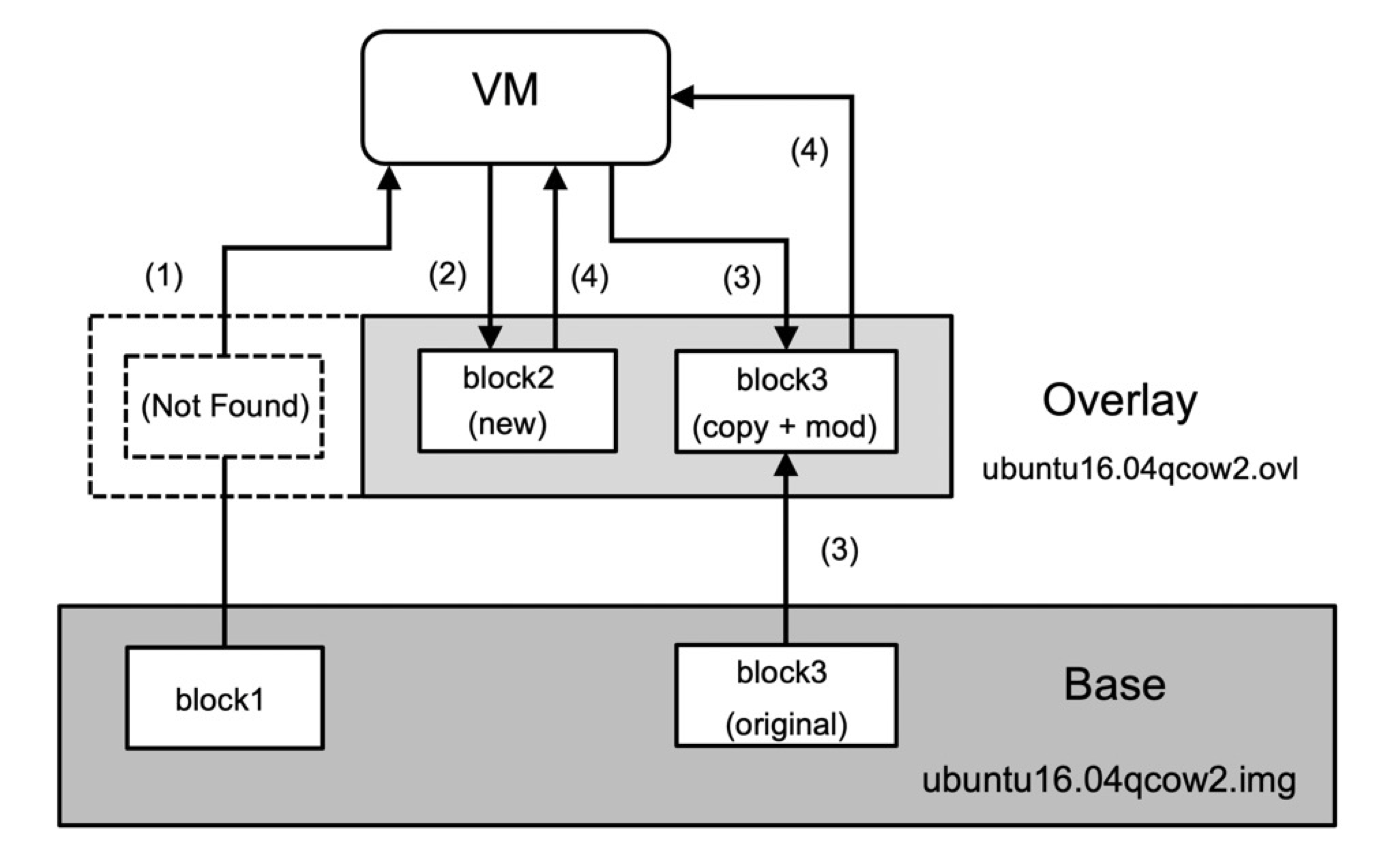 VM
(4)
(1)
(2)
(4)
(3)
(Not Found)
block2
(new)
block3
(copy + mod)
Overlay
ubuntu16.04qcow2.ovl
(3)
block1
block3
(original)
Base
ubuntu16.04qcow2.img